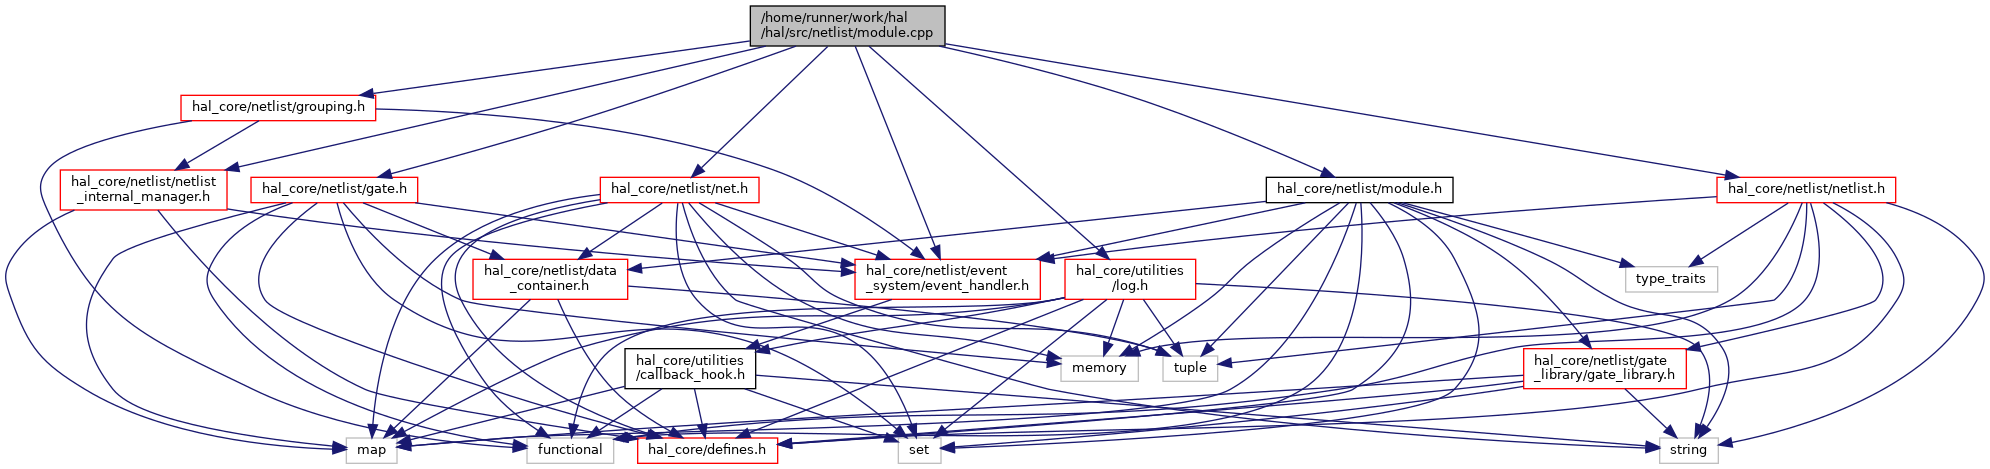 /home/runner/work/hal
/hal/src/netlist/module.cpp
hal_core/netlist/grouping.h
hal_core/netlist/netlist
_internal_manager.h
hal_core/netlist/gate.h
hal_core/netlist/net.h
hal_core/netlist/module.h
hal_core/netlist/netlist.h
hal_core/netlist/data
_container.h
hal_core/netlist/event
_system/event_handler.h
hal_core/utilities
/log.h
type_traits
hal_core/utilities
/callback_hook.h
memory
tuple
hal_core/netlist/gate
_library/gate_library.h
map
functional
hal_core/defines.h
set
string